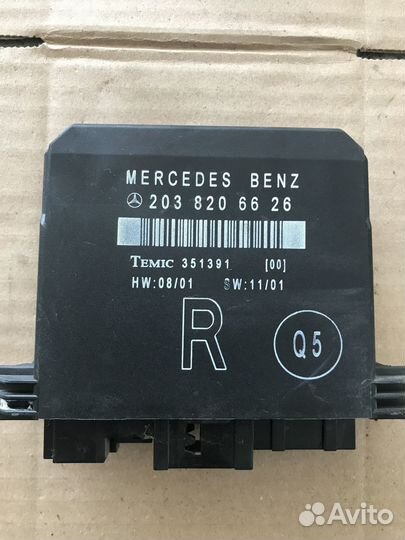 MERCEDES BENZ
203 820 66 26
TEMIC 351391 [00]
HW:08/01 SW:11/01
R
Q5
Avito